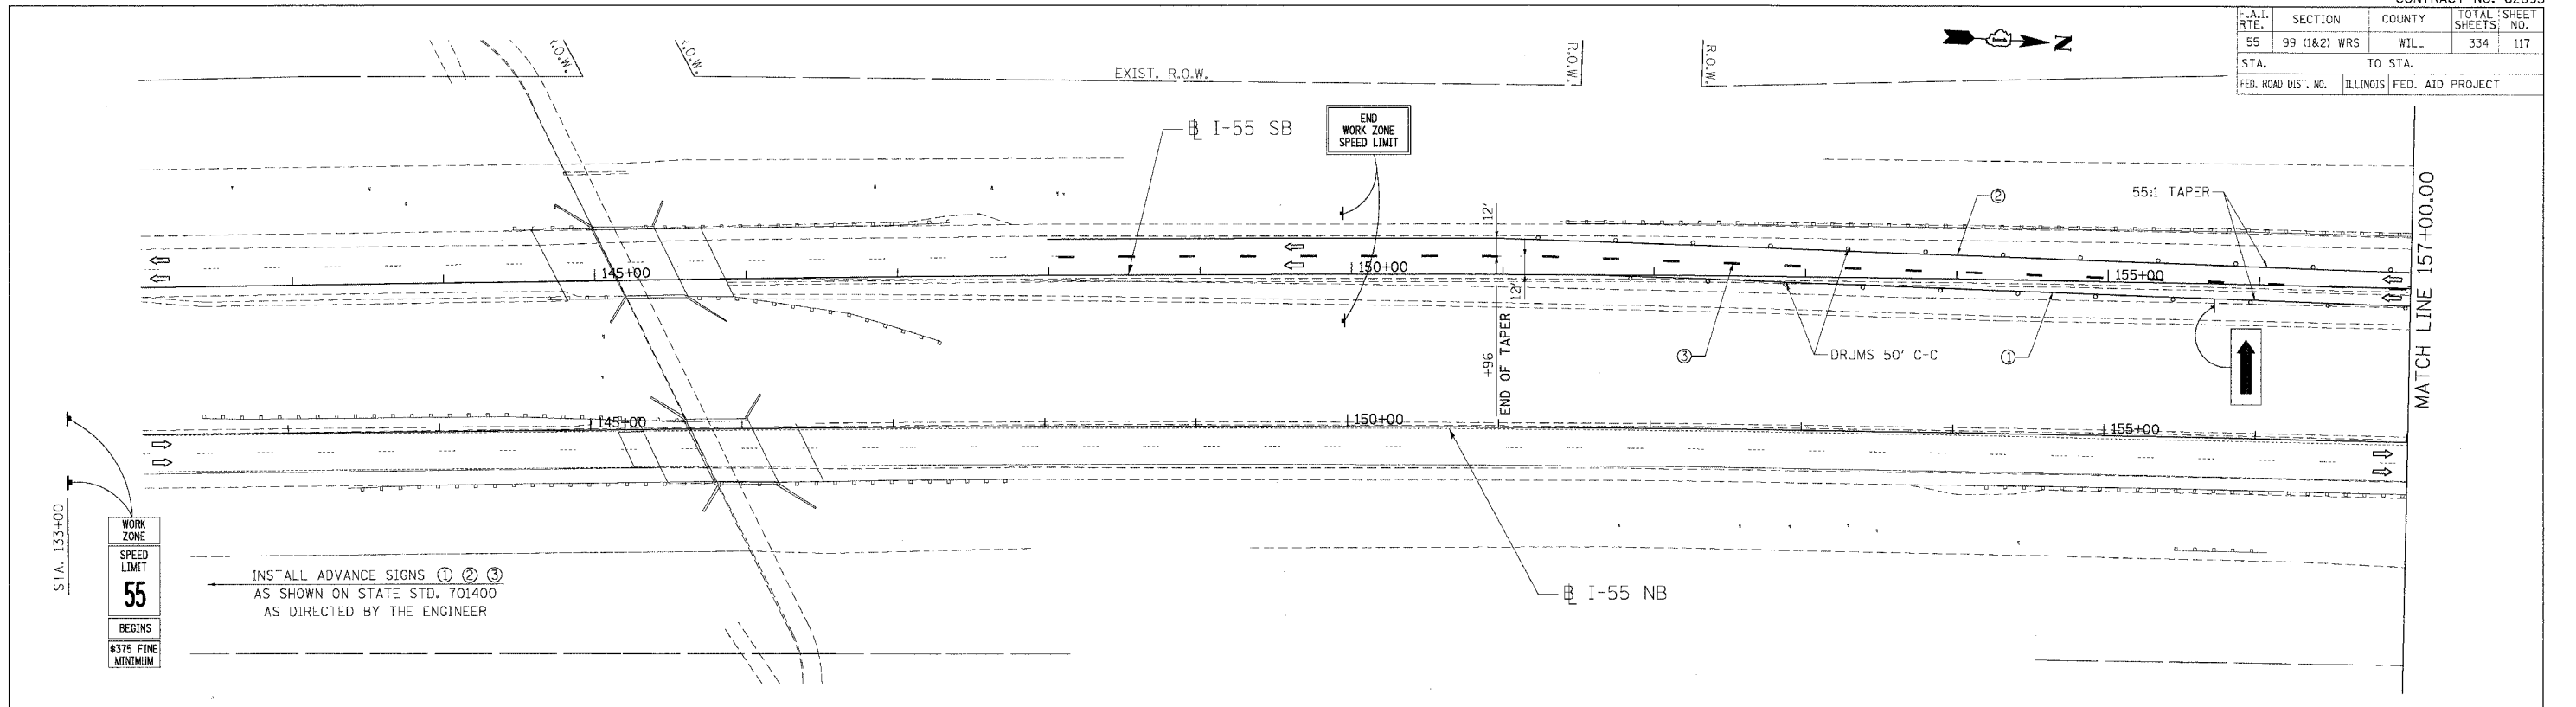 F.A.I. RTE. SECTION COUNTY TOTAL SHEETS SHEET NO.
55 99 (1&2) WRS WILL 334 117
STA. TO STA.
FED. ROAD DIST. NO. ILLINOIS FED. AID PROJECT
R.O.W.
R.O.W.
EXIST. R.O.W.
R.O.W.
R.O.W.
N
I-55 SB
END
WORK ZONE
SPEED LIMIT
12'
②
55:1 TAPER
MATCH LINE 157+00.00
145+00
150+00
155+00
12'
+96
END OF TAPER
③
DRUMS 50' C-C
①
145+00
150+00
155+00
STA. 133+00
WORK
ZONE
SPEED
LIMIT
55
BEGINS
$375 FINE
MINIMUM
INSTALL ADVANCE SIGNS ① ② ③
AS SHOWN ON STATE STD. 701400
AS DIRECTED BY THE ENGINEER
I-55 NB